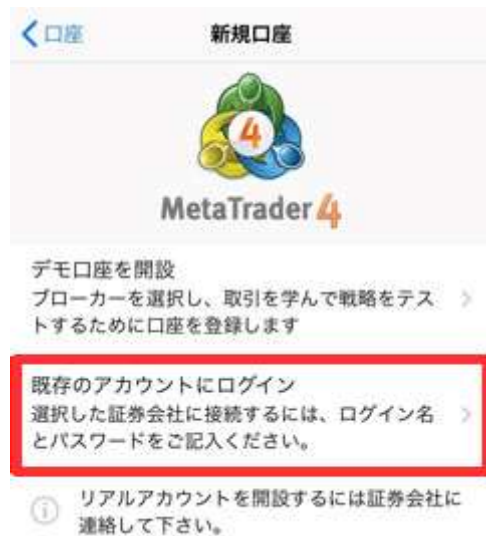 口座
新規口座
4
MetaTrader 4
デモ口座を開設
ブローカーを選択し、取引を学んで戦略をテス
トするために口座を登録します
既存のアカウントにログイン
選択した証券会社に接続するには、ログイン名
とパスワードをご記入ください。
リアルアカウントを開設するには証券会社に
連絡して下さい。